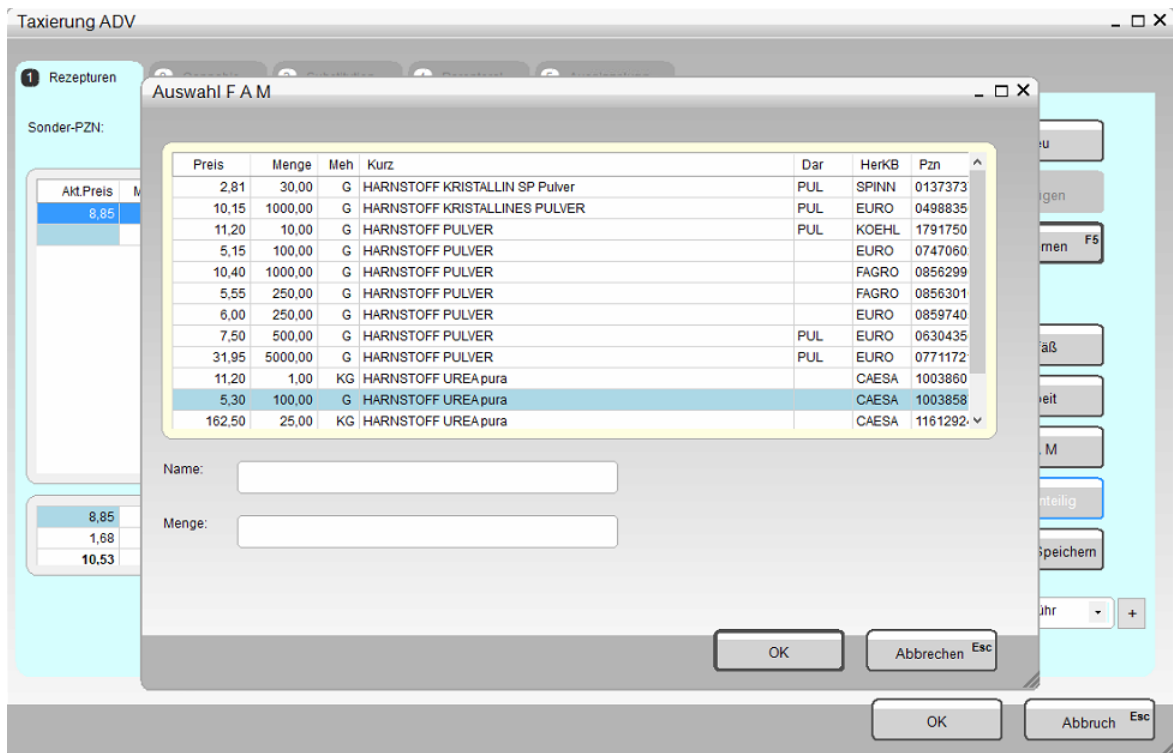 Taxierung ADV
1 Rezepturen
Auswahl F A M
Sonder-PZN:
Akt.Preis M
8,85
Preis Menge Meh Kurz Dar HerKB Pzn
2,81 30,00 G HARNSTOFF KRISTALLIN SP Pulver PUL SPINN 0137373
10,15 1000,00 G HARNSTOFF KRISTALLINES PULVER PUL EURO 0498835
11,20 10,00 G HARNSTOFF PULVER PUL KOEHL 1791750
5,15 100,00 G HARNSTOFF PULVER EURO 0747060
10,40 1000,00 G HARNSTOFF PULVER FAGRO 0856299
5,55 250,00 G HARNSTOFF PULVER FAGRO 0856301
6,00 250,00 G HARNSTOFF PULVER EURO 0859740
7,50 500,00 G HARNSTOFF PULVER PUL EURO 0630435
31,95 5000,00 G HARNSTOFF PULVER PUL EURO 0771172
11,20 1,00 KG HARNSTOFF UREA pura CAESA 1003860
5,30 100,00 G HARNSTOFF UREA pura CAESA 1003858
162,50 25,00 KG HARNSTOFF UREA pura CAESA 1161292
eu
gen
rnen F5
äß
eit
. M
nteilig
Speichern
ühr +
Name:
Menge:
8,85
1,68
10,53
OK Abbrechen Esc
OK Abbruch Esc